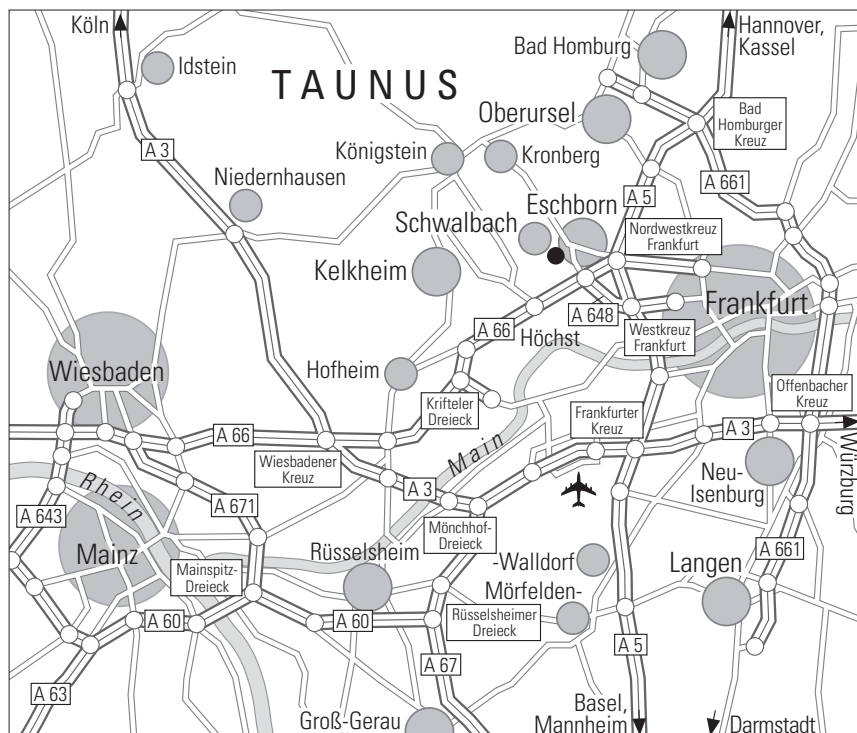 Köln
Hannover,
Kassel
Bad Homburg
Idstein
TAUNUS
Oberursel
Bad
Homburger
Kreuz
A 3
Königstein
Kronberg
Niedernhausen
A 5
A 661
Schwalbach
Eschborn
Nordwestkreuz
Frankfurt
Kelkheim
Frankfurt
A 66
A 648
Höchst
Westkreuz
Frankfurt
Wiesbaden
Hofheim
Offenbacher
Kreuz
Krifteler
Dreieck
Frankfurter
Kreuz
A 3
A 66
Wiesbadener
Kreuz
Main
Würzburg
Rhein
A 3
Neu-
Isenburg
A 643
A 671
Mönchhof-
Dreieck
Mainz
Mainspitz-
Dreieck
Rüsselsheim
-Walldorf
Mörfelden-
Langen
A 661
A 60
A 60
Rüsselsheimer
Dreieck
A 5
A 67
A 63
Groß-Gerau
Basel,
Mannheim
Darmstadt